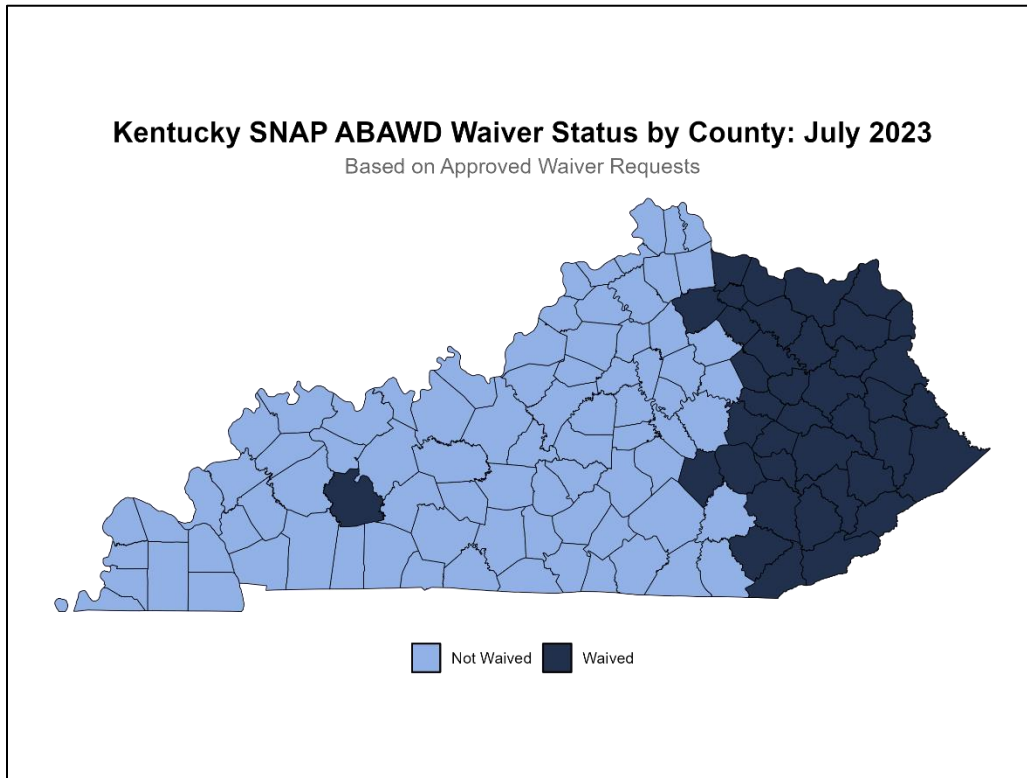 Kentucky SNAP ABAWD Waiver Status by County: July 2023
Based on Approved Waiver Requests
Not Waived Waived